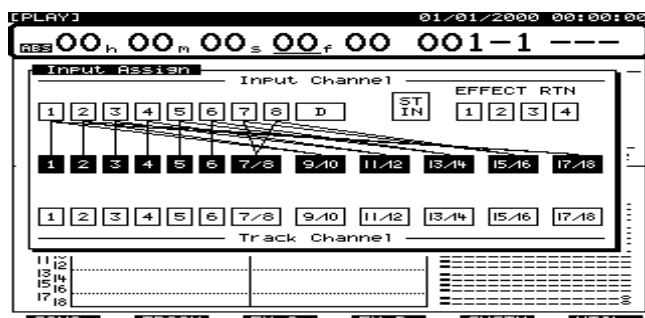 [PLAY] 01/01/2000 00:00:00
ABS 00h 00m 00s 00f 00 001-1 ---
Input Assign
Input Channel
EFFECT RTN
1 2 3 4 5 6 7 8 D ST IN 1 2 3 4
1 2 3 4 5 6 7/8 9/10 11/12 13/14 15/16 17/18
1 2 3 4 5 6 7/8 9/10 11/12 13/14 15/16 17/18
Track Channel
11 12
13 14
15 16
17 18